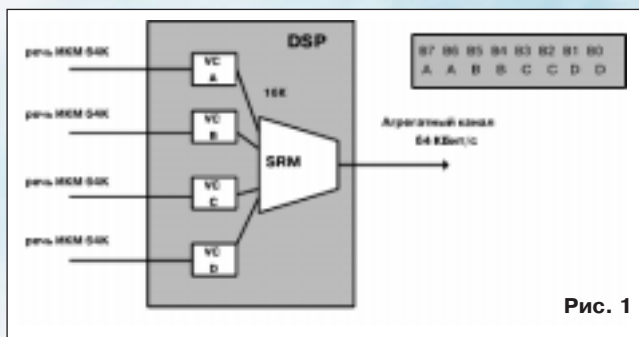 DSP
B7 B6 B5 B4 B3 B2 B1 B0
A A B B C C D D
речь ИКМ 64К
VC
A
16K
речь ИКМ 64К
VC
B
Агрегатный канал
64 КБит/с
SRM
речь ИКМ 64К
VC
C
речь ИКМ 64К
VC
D
Рис. 1